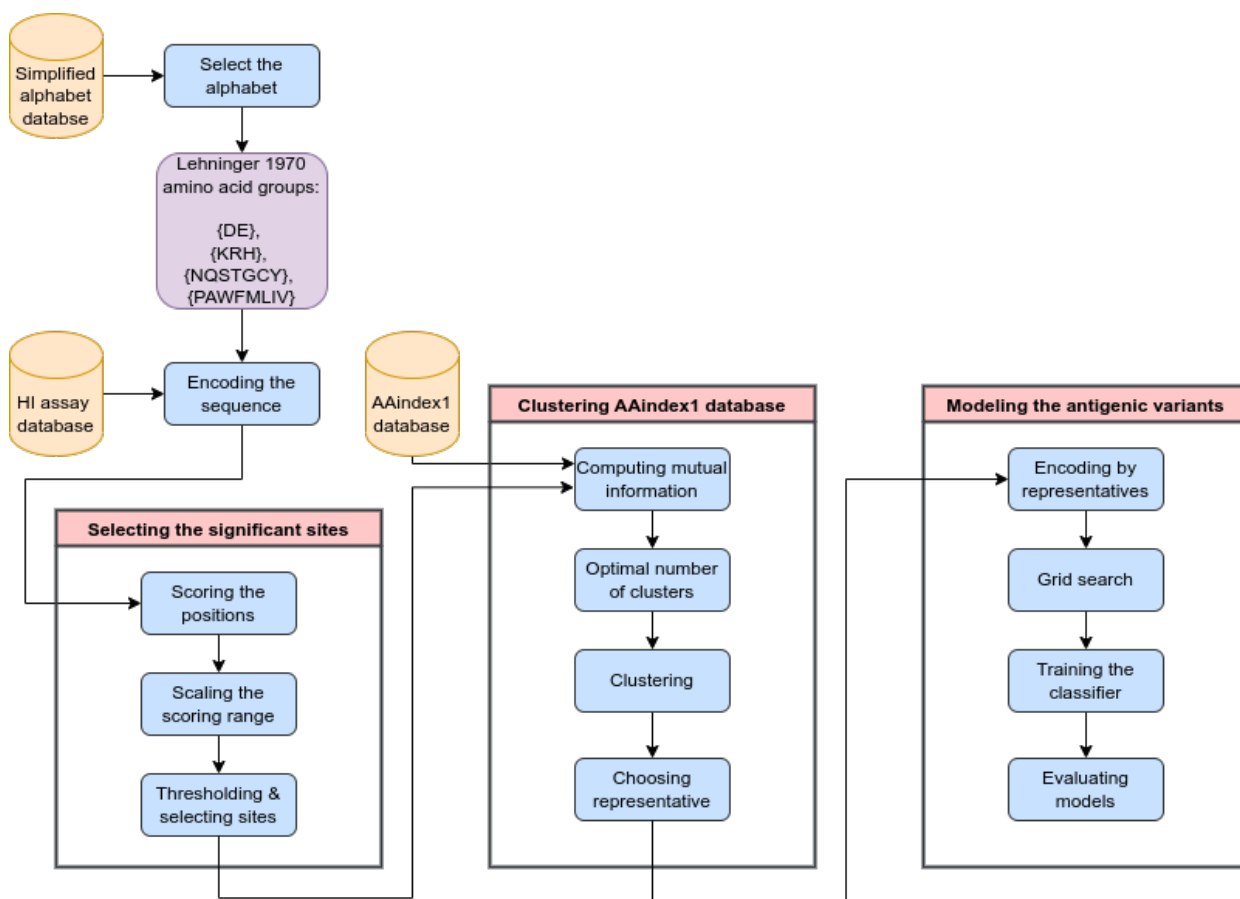 Simplified
alphabet
databse
Select the
alphabet
Lehninger 1970
amino acid groups:
{DE},
{KRH},
{NQSTGCY},
{PAWFMLIV}
HI assay
database
Encoding the
sequence
AAindex1
database
Selecting the significant sites
Scoring the
positions
Scaling the
scoring range
Thresholding &
selecting sites
Clustering AAindex1 database
Computing mutual
information
Optimal number
of clusters
Clustering
Choosing
representative
Modeling the antigenic variants
Encoding by
representatives
Grid search
Training the
classifier
Evaluating
models